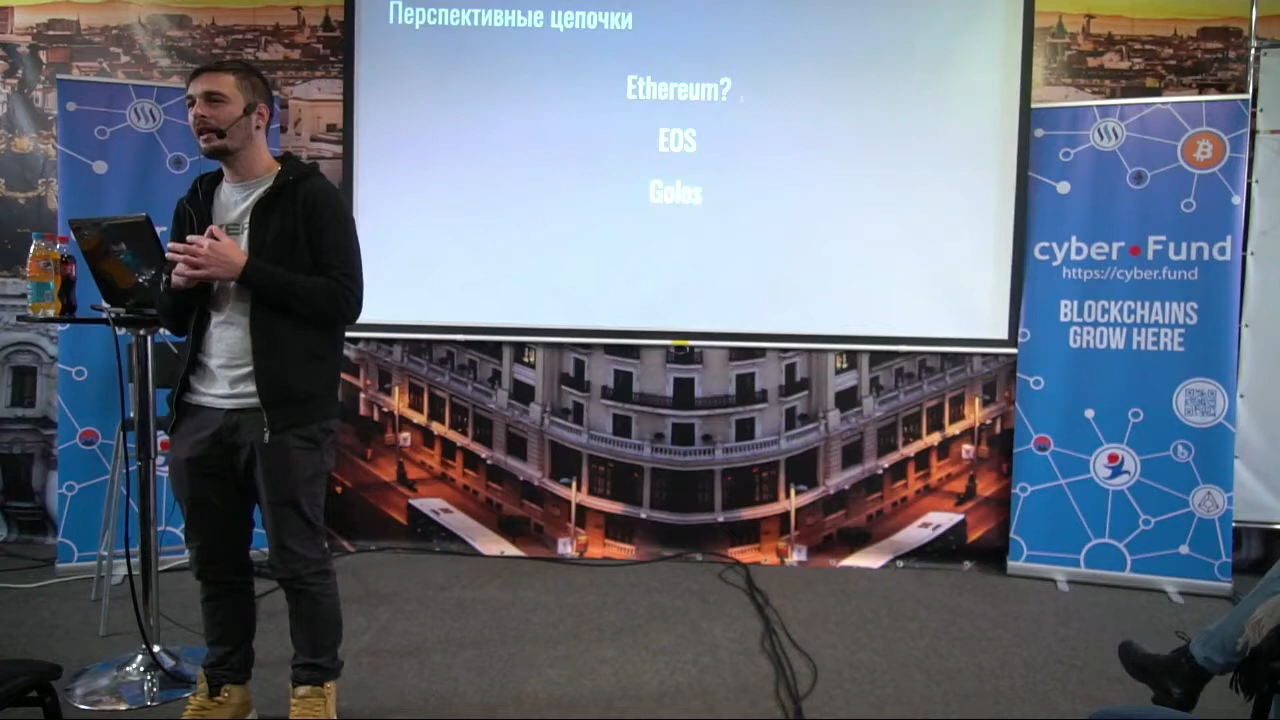 Перспективные цепочки
Ethereum?
EOS
Golos
cyber•Fund
https://cyber.fund
BLOCKCHAINS
GROW HERE